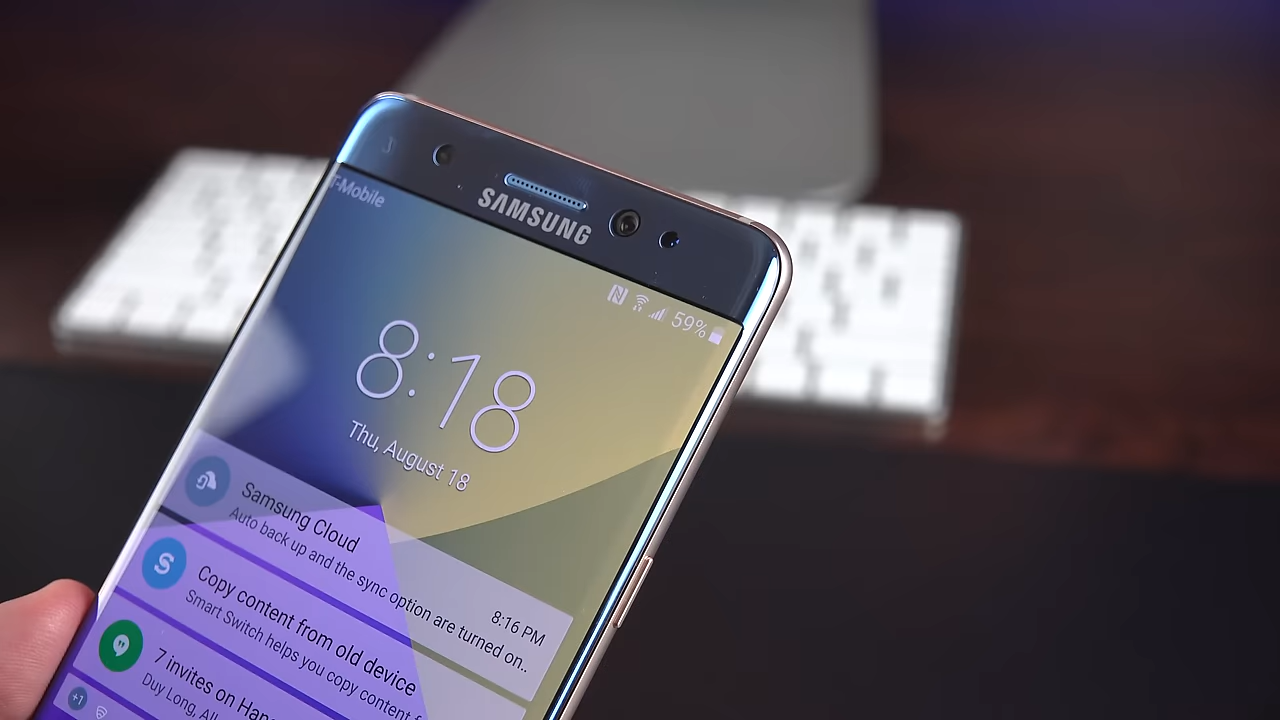 T-Mobile
SAMSUNG
59%
8:18
Thu, August 18
Samsung Cloud
8:16 PM
Auto back up and the sync option are turned on..
Copy content from old device
Smart Switch helps you copy content
7 invites on
Duy Long,
+1